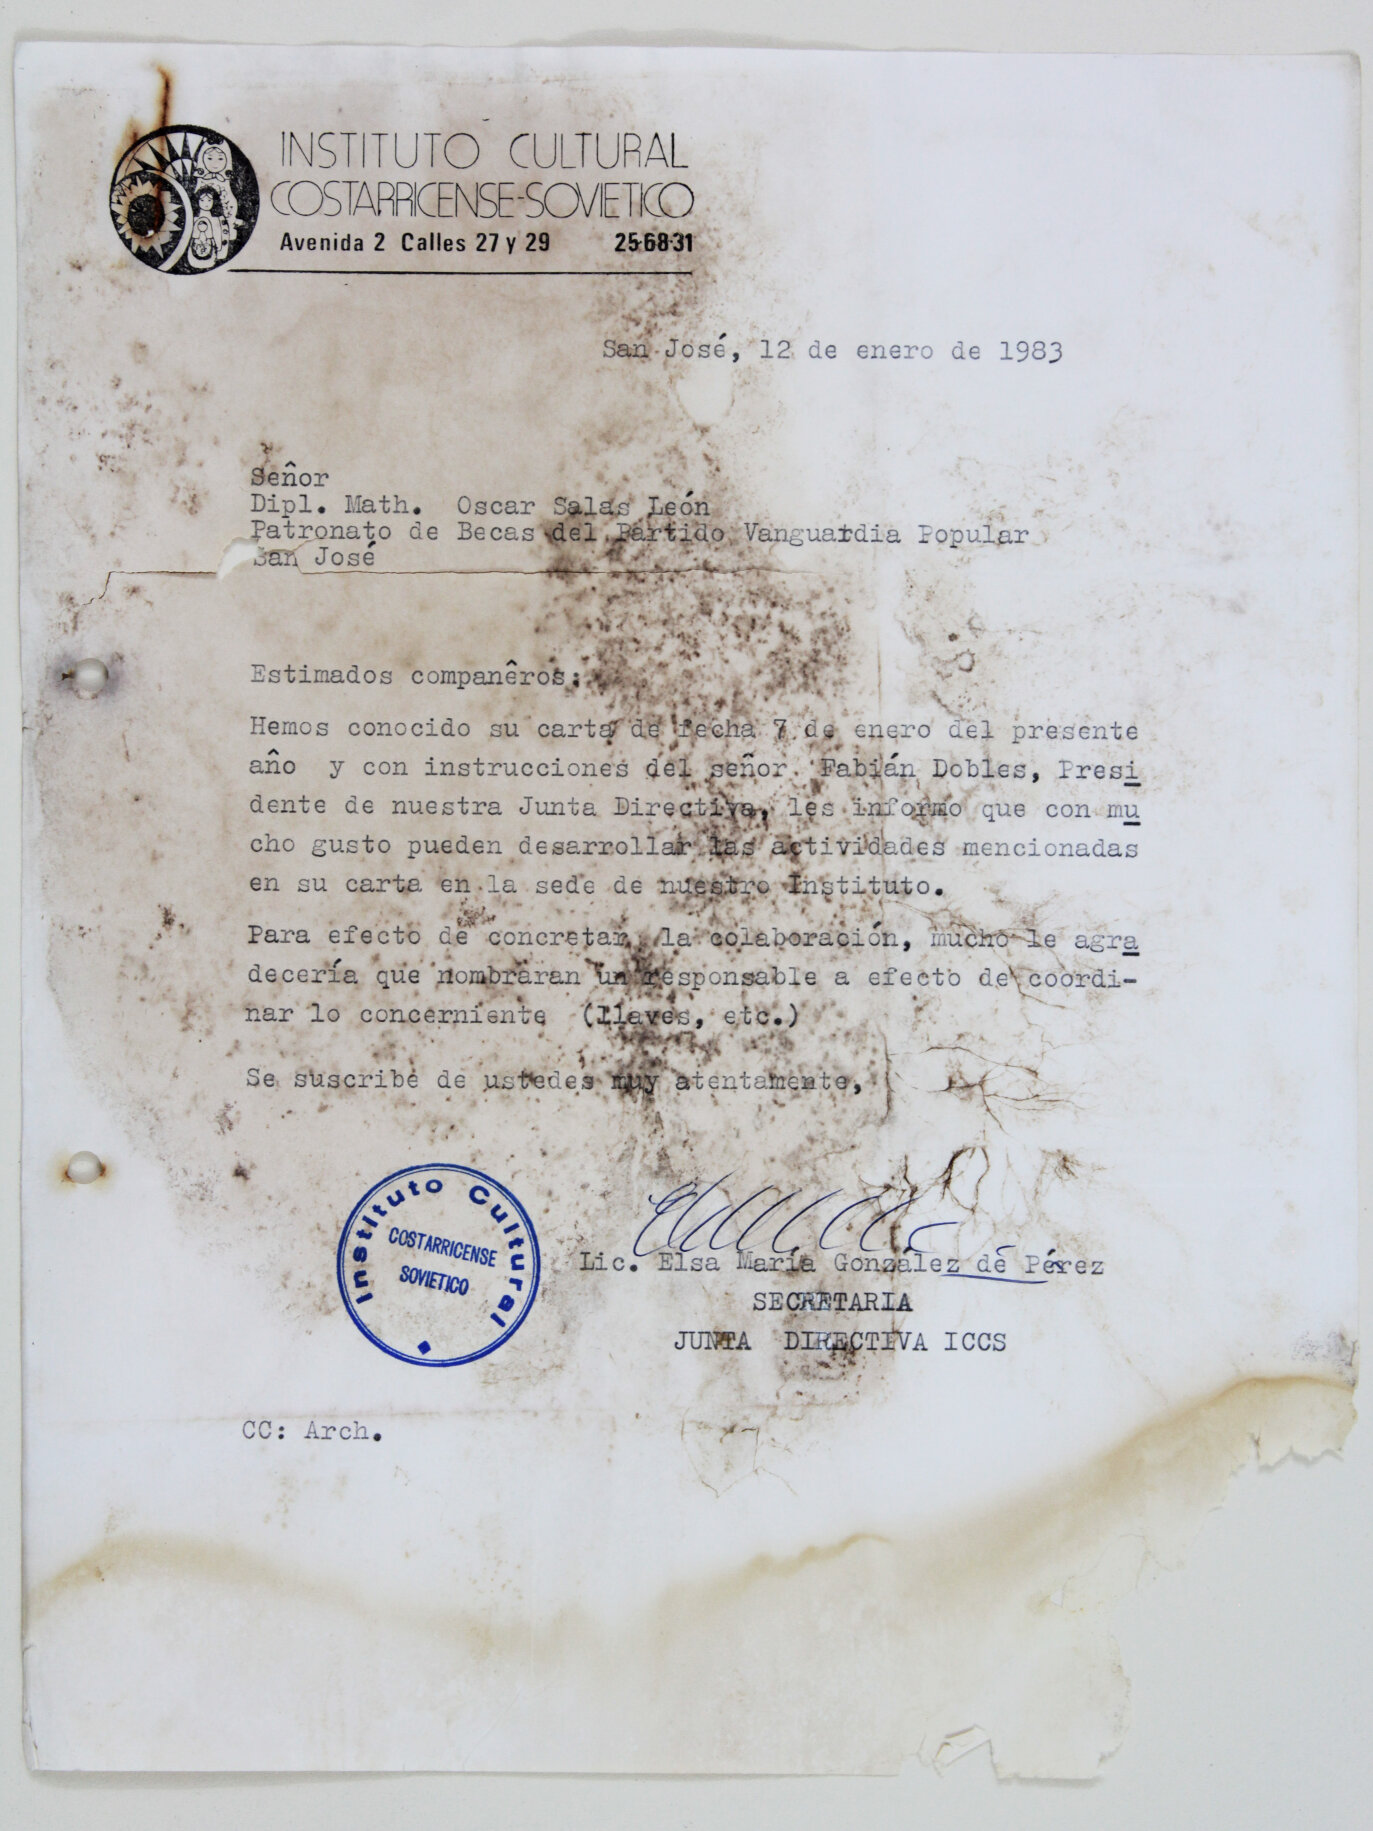 INSTITUTO CULTURAL
COSTARRICENSE-SOVIETICO
Avenida 2 Calles 27 y 29 25-68-31
San José, 12 de enero de 1983
Señor
Dipl. Math. Oscar Salas León
Patronato de Becas del Partido Vanguardia Popular
San José
Estimados companêros:
Hemos conocido su carta de fecha 7 de enero del presente
año y con instrucciones del señor Fabián Dobles, Presi
dente de nuestra Junta Directiva, les informo que con mu
cho gusto pueden desarrollar las actividades mencionadas
en su carta en la sede de nuestro Instituto.
Para efecto de concretar la colaboración, mucho le agra
decería que nombraran un responsable a efecto de coordi-
nar lo concerniente (llaves, etc.)
Se suscribe de ustedes muy atentamente,
Instituto Cultural
COSTARRICENSE
SOVIETICO
Lic. Elsa María González de Pérez
SECRETARIA
JUNTA DIRECTIVA ICCS
CC: Arch.